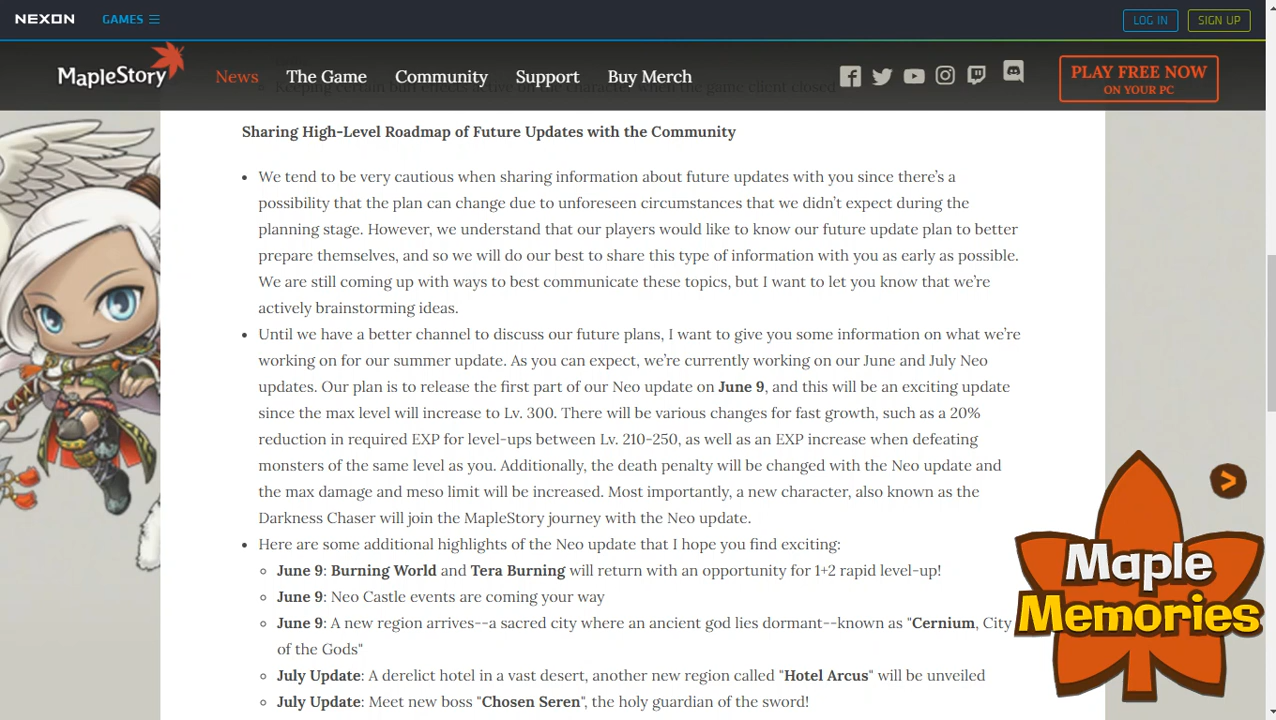 NEXON
GAMES
LOG IN
SIGN UP
MapleStory
News
The Game
Community
Support
Buy Merch
PLAY FREE NOW
ON YOUR PC
Keeping certain buff effects active on the character when the game client closed
Sharing High-Level Roadmap of Future Updates with the Community
• We tend to be very cautious when sharing information about future updates with you since there’s a
possibility that the plan can change due to unforeseen circumstances that we didn’t expect during the
planning stage. However, we understand that our players would like to know our future update plan to better
prepare themselves, and so we will do our best to share this type of information with you as early as possible.
We are still coming up with ways to best communicate these topics, but I want to let you know that we’re
actively brainstorming ideas.
• Until we have a better channel to discuss our future plans, I want to give you some information on what we’re
working on for our summer update. As you can expect, we’re currently working on our June and July Neo
updates. Our plan is to release the first part of our Neo update on June 9, and this will be an exciting update
since the max level will increase to Lv. 300. There will be various changes for fast growth, such as a 20%
reduction in required EXP for level-ups between Lv. 210-250, as well as an EXP increase when defeating
monsters of the same level as you. Additionally, the death penalty will be changed with the Neo update and
the max damage and meso limit will be increased. Most importantly, a new character, also known as the
Darkness Chaser will join the MapleStory journey with the Neo update.
• Here are some additional highlights of the Neo update that I hope you find exciting:
◦ June 9: Burning World and Tera Burning will return with an opportunity for 1+2 rapid level-up!
◦ June 9: Neo Castle events are coming your way
◦ June 9: A new region arrives--a sacred city where an ancient god lies dormant--known as "Cernium, City
of the Gods"
◦ July Update: A derelict hotel in a vast desert, another new region called "Hotel Arcus" will be unveiled
◦ July Update: Meet new boss "Chosen Seren", the holy guardian of the sword!
>
Maple
Memories